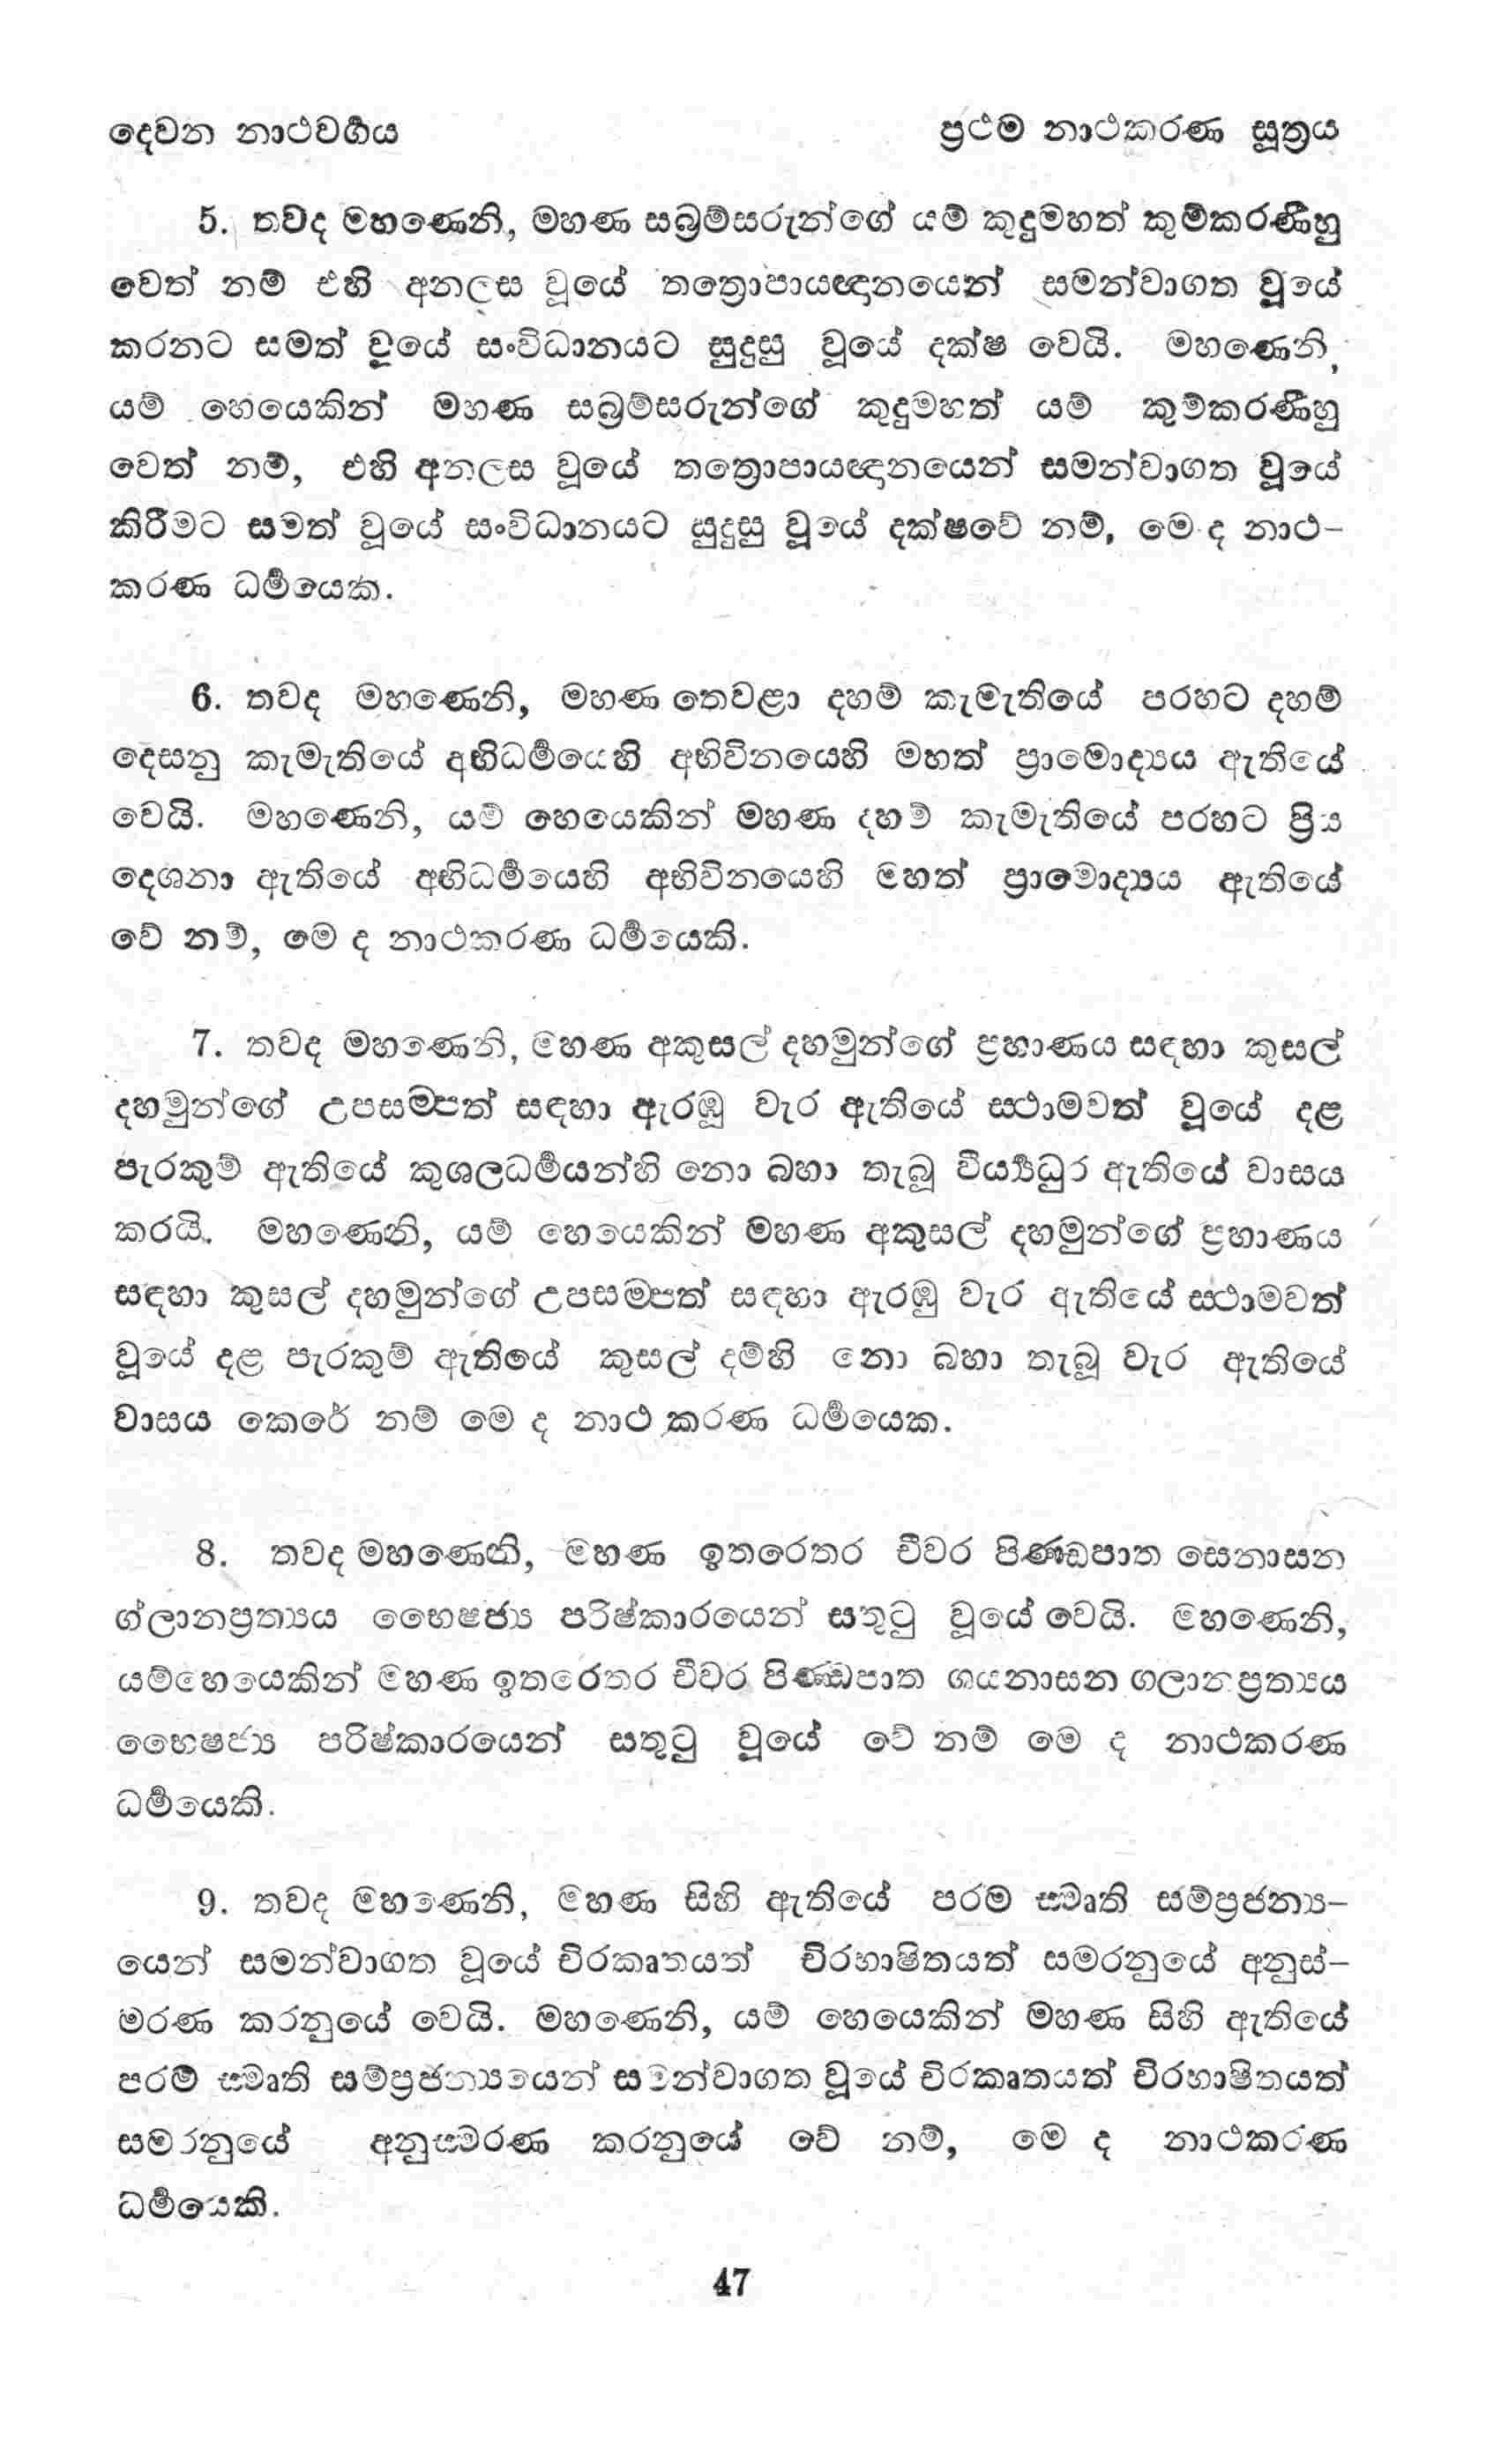 දෙවන නාථවර්‍ගය
ප්‍රථම නාථකරණ සූත්‍රය
5. තවද මහණෙනි, මහණ සබ්‍රම්සරුන්ගේ යම් කුදුමහත් කුම්කරණීහු
වෙත් නම් එහි අනලස වූයේ තත්‍රොපායඥානයෙන් සමන්වාගත වූයේ
කරනට සමත් වූයේ සංවිධානයට සුදුසු වූයේ දක්ෂ වෙයි. මහණෙනි,
යම් හෙයෙකින් මහණ සබ්‍රම්සරුන්ගේ කුදුමහත් යම් කුම්කරණීහු
වෙත් නම්, එහි අනලස වූයේ තත්‍රොපායඥානයෙන් සමන්වාගත වූයේ
කිරීමට සමත් වූයේ සංවිධානයට සුදුසු වූයේ දක්ෂවේ නම්, මෙ ද නාථ-
කරණ ධර්‍මයෙක.
6. තවද මහණෙනි, මහණ තෙවළා දහම් කැමැතියේ පරහට දහම්
දෙසනු කැමැතියේ අභිධර්‍මයෙහි අභිවිනයෙහි මහත් ප්‍රාමොද්‍යය ඇතියේ
වෙයි. මහණෙනි, යම් හෙයෙකින් මහණ දහම් කැමැතියේ පරහට ප්‍රිය
දෙශනා ඇතියේ අභිධර්‍මයෙහි අභිවිනයෙහි මහත් ප්‍රාමොද්‍යය ඇතියේ
වේ නම්, මෙ ද නාථකරණ ධර්‍මයෙකි.
7. තවද මහණෙනි, මහණ අකුසල් දහමුන්ගේ ප්‍රහාණය සඳහා කුසල්
දහමුන්ගේ උපසම්පත් සඳහා ඇරඹූ වැර ඇතියේ ස්ථාමවත් වූයේ දළ
පැරකුම් ඇතියේ කුශලධර්‍මයන්හි නො බහා තැබූ වීර්‍ය්‍යධුර ඇතියේ වාසය
කරයි. මහණෙනි, යම් හෙයෙකින් මහණ අකුසල් දහමුන්ගේ ප්‍රහාණය
සඳහා කුසල් දහමුන්ගේ උපසම්පත් සඳහා ඇරඹු වැර ඇතියේ ස්ථාමවත්
වූයේ දළ පැරකුම් ඇතියේ කුසල් දම්හි නො බහා තැබූ වැර ඇතියේ
වාසය කෙරේ නම් මෙ ද නාථ කරණ ධර්‍මයෙක.
8. තවද මහණෙනි, මහණ ඉතරෙතර චීවර පිණ්ඩපාත සෙනාසන
ග්ලානප්‍රත්‍යය භෛෂජ්‍ය පරිෂ්කාරයෙන් සතුටු වූයේ වෙයි. මහණෙනි,
යම්හෙයෙකින් මහණ ඉතරෙතර චීවර පිණ්ඩපාත ශයනාසන ගලානප්‍රත්‍යය
භෛෂජ්‍ය පරිෂ්කාරයෙන් සතුටු වූයේ වේ නම් මෙ ද නාථකරණ
ධර්‍මයෙකි.
9. තවද මහණෙනි, මහණ සිහි ඇතියේ පරම ස්මෘති සම්ප්‍රජන්‍ය-
යෙන් සමන්වාගත වූයේ චිරකෘතයත් චිරභාෂිතයත් සමරනුයේ අනුස්-
මරණ කරනුයේ වෙයි. මහණෙනි, යම් හෙයෙකින් මහණ සිහි ඇතියේ
පරම ස්මෘති සම්ප්‍රජන්‍යයෙන් සමන්වාගත වූයේ චිරකෘතයත් චිරභාෂිතයත්
සමරනුයේ අනුස්මරණ කරනුයේ වේ නම්, මෙ ද නාථකරණ
ධර්‍මයෙකි.
47